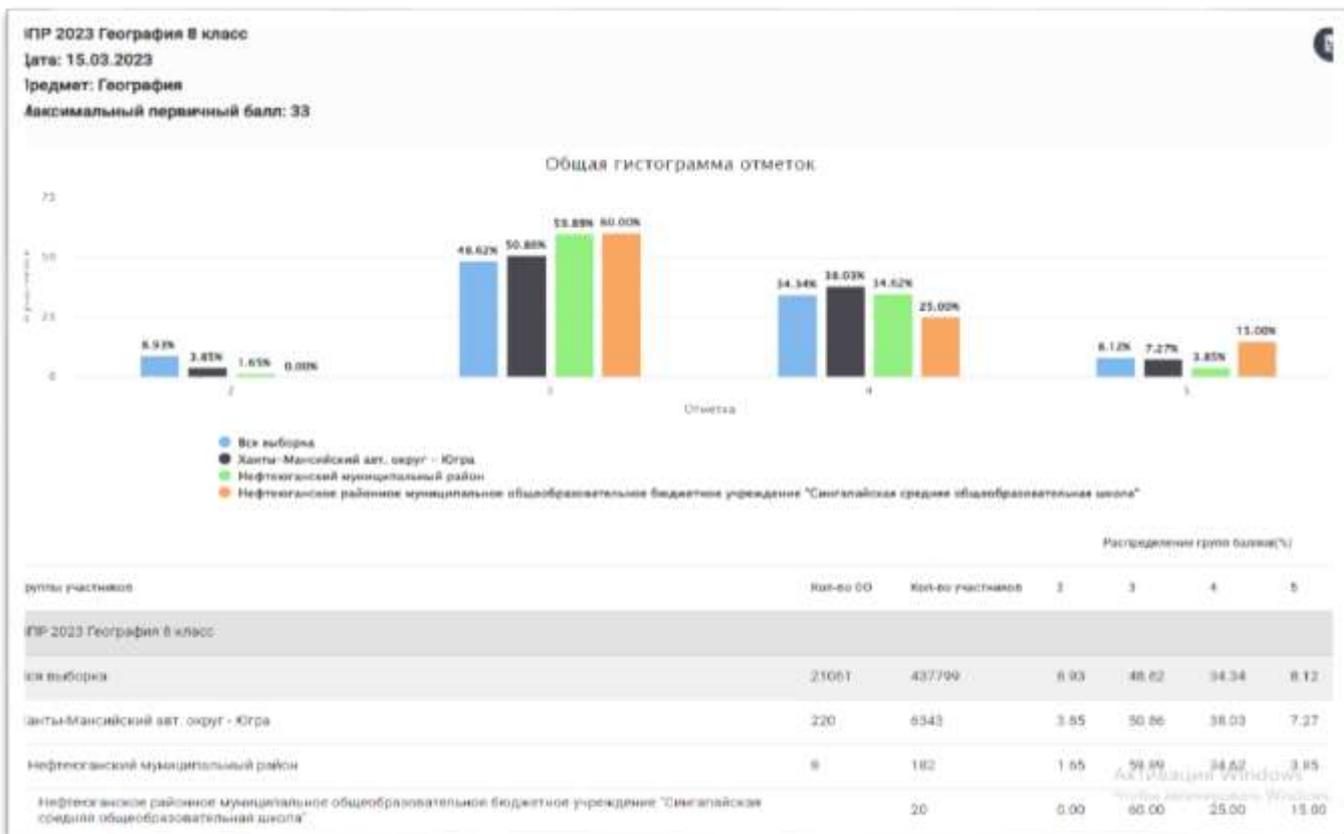 ПР 2023 География 8 класс
Дата: 15.03.2023
Предмет: География
Максимальный первичный балл: 33
Общая гистограмма отметок
75
59.89% 60.00%
48.62% 50.86%
50
34.34% 38.03% 34.62%
25.00%
25
15.00%
8.93%
8.12% 7.27%
3.85% 1.65% 0.00%
3.85%
0
2 3 4 5
Отметка
Вся выборка
Ханты-Мансийский авт. округ - Югра
Нефтеюганский муниципальный район
Нефтеюганское районное муниципальное общеобразовательное бюджетное учреждение "Сингапайская средняя общеобразовательная школа"
Распределение групп баллов(%)
руппы участников Кол-во ОО Кол-во участников 2 3 4 5
ПР 2023 География 8 класс
ся выборка 21061 437799 8.93 48.62 34.34 8.12
анты-Мансийский авт. округ - Югра 220 6343 3.85 50.86 38.03 7.27
Нефтеюганский муниципальный район 182 1.65 59.89 34.62 3.85
Активация Windows
Нефтеюганское районное муниципальное общеобразовательное бюджетное учреждение "Сингапайская
средняя общеобразовательная школа" 20 0.00 60.00 25.00 15.00